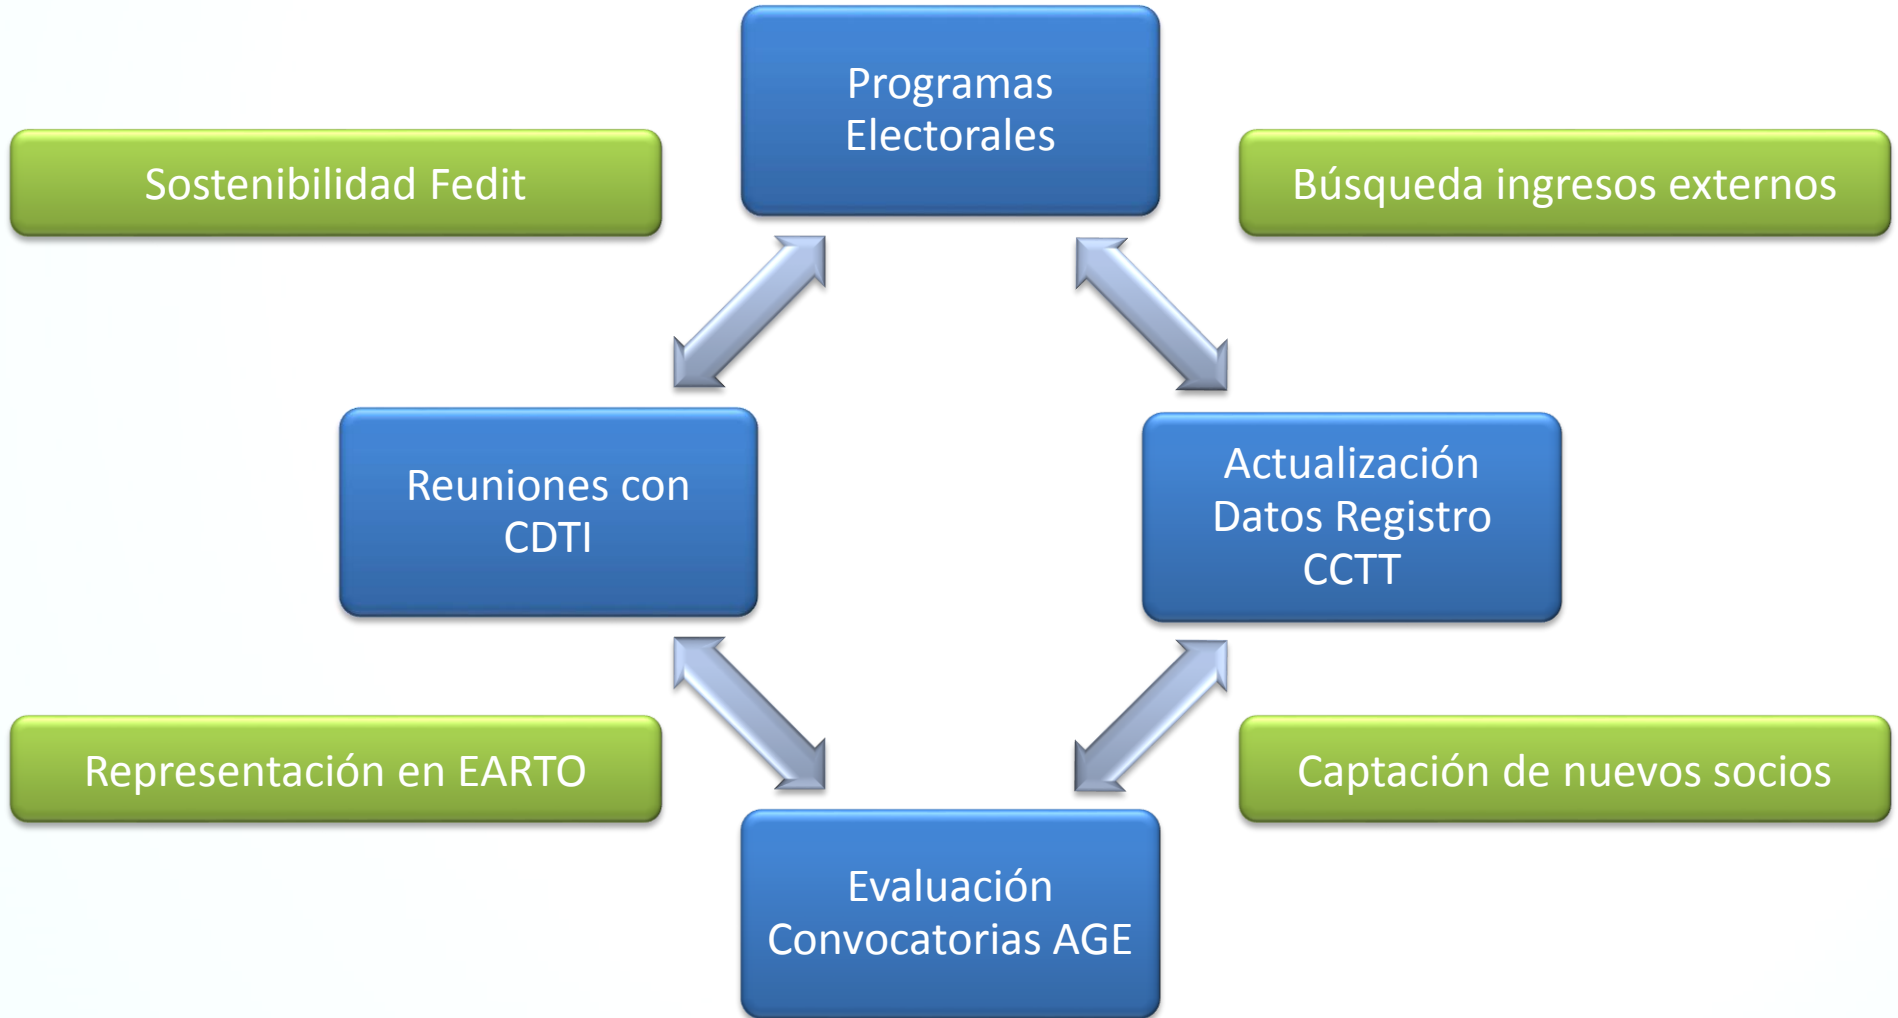 Programas
Electorales
Sostenibilidad Fedit
Búsqueda ingresos externos
Reuniones con
CDTI
Actualización
Datos Registro
CCTT
Representación en EARTO
Captación de nuevos socios
Evaluación
Convocatorias AGE